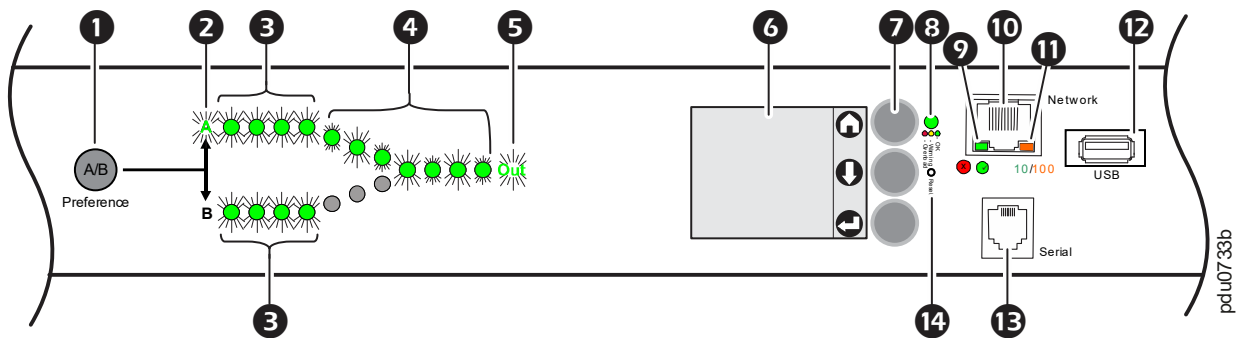 1 2 3 4 5 6 7 8 9 10 11 12
A
Out
A/B
Preference
B
OK
- Warning
- Overload
Reset
Network
X
10/100
USB
Serial
3 14 13
pdu0733b